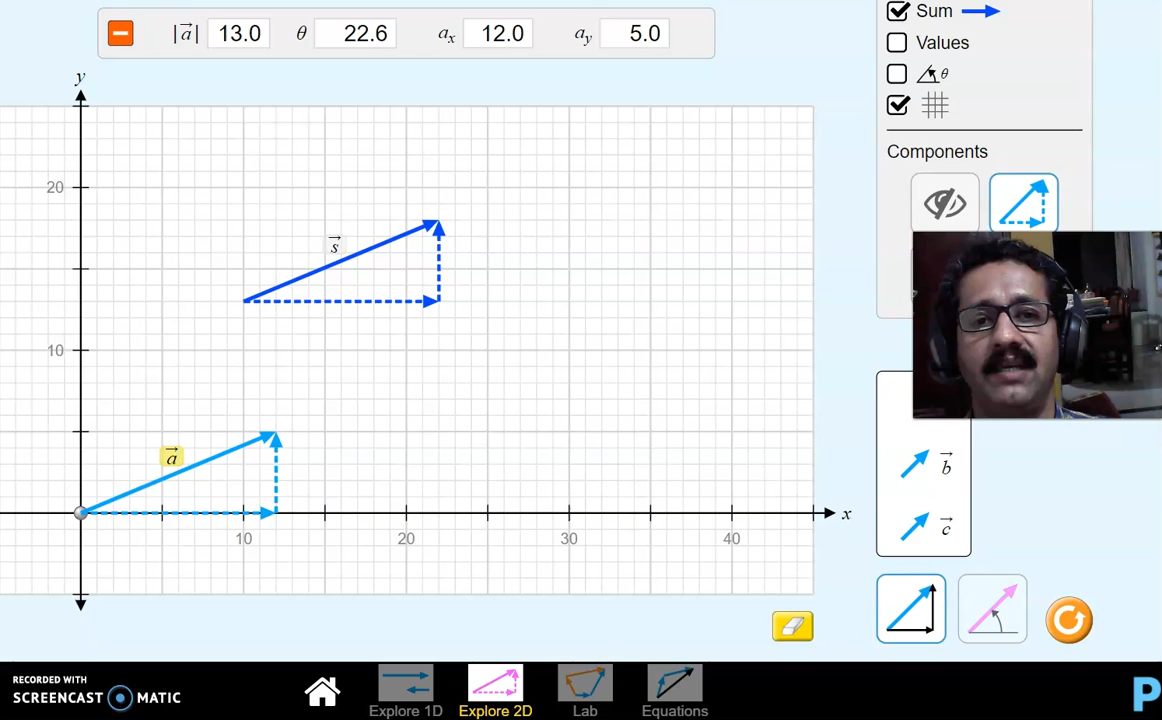 Sum
|a⃗| 13.0 θ 22.6 aₓ 12.0 aᵧ 5.0
Values
θ
Components
y
20
s⃗
10
a⃗
b⃗
c⃗
x
10 20 30 40
RECORDED WITH
SCREENCAST MATIC
Explore 1D Explore 2D Lab Equations
P